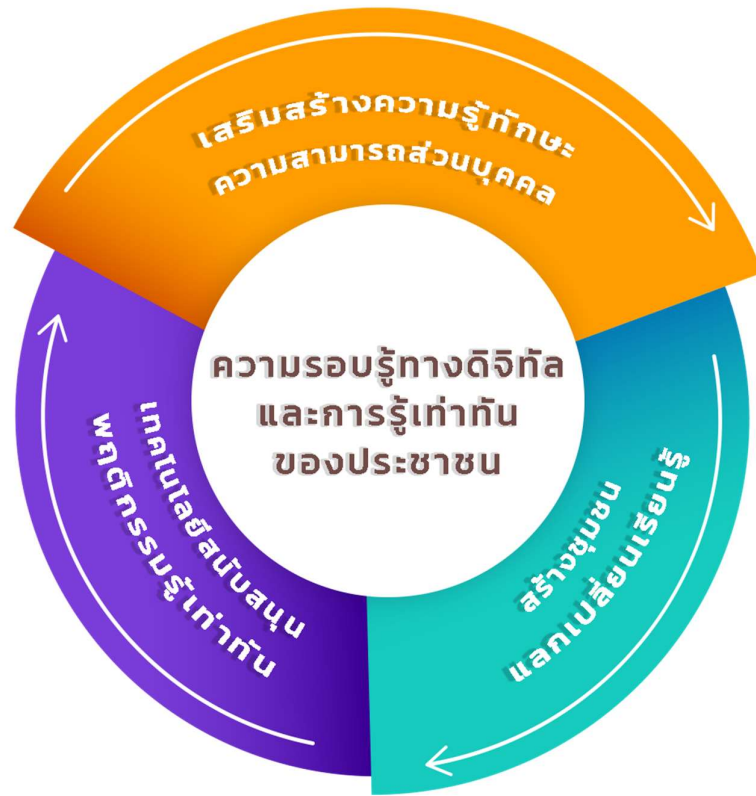 เสริมสร้างความรู้ทักษะ
ความสามารถส่วนบุคคล
ความรอบรู้ทางดิจิทัล
และการรู้เท่าทัน
ของประชาชน
สร้างชุมชน
แลกเปลี่ยนเรียนรู้
เทคโนโลยีสนับสนุน
พฤติกรรมรู้เท่าทัน